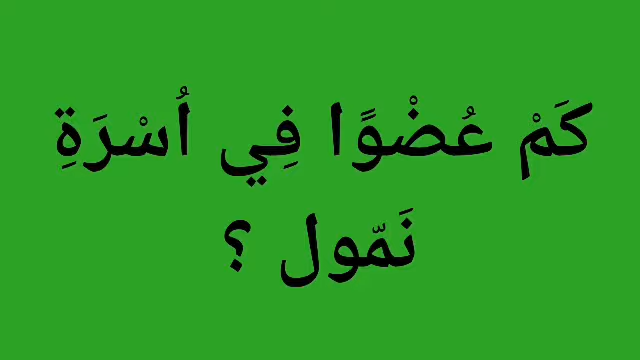 كَمْ عُضْوًا فِي أُسْرَةِ
نَمّول ؟